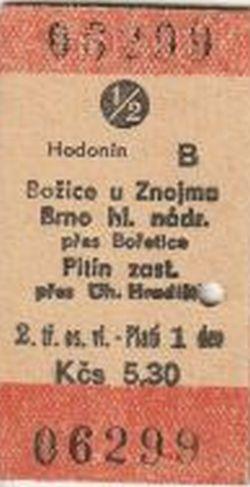 06299
1/2
Hodonín B
Božice u Znojma
Brno hl. nádr.
přes Bořetice
Pitín zast.
přes Uh. Hradiště
2. tř. os. vl. - Platí 1 den
Kčs 5,30
06299